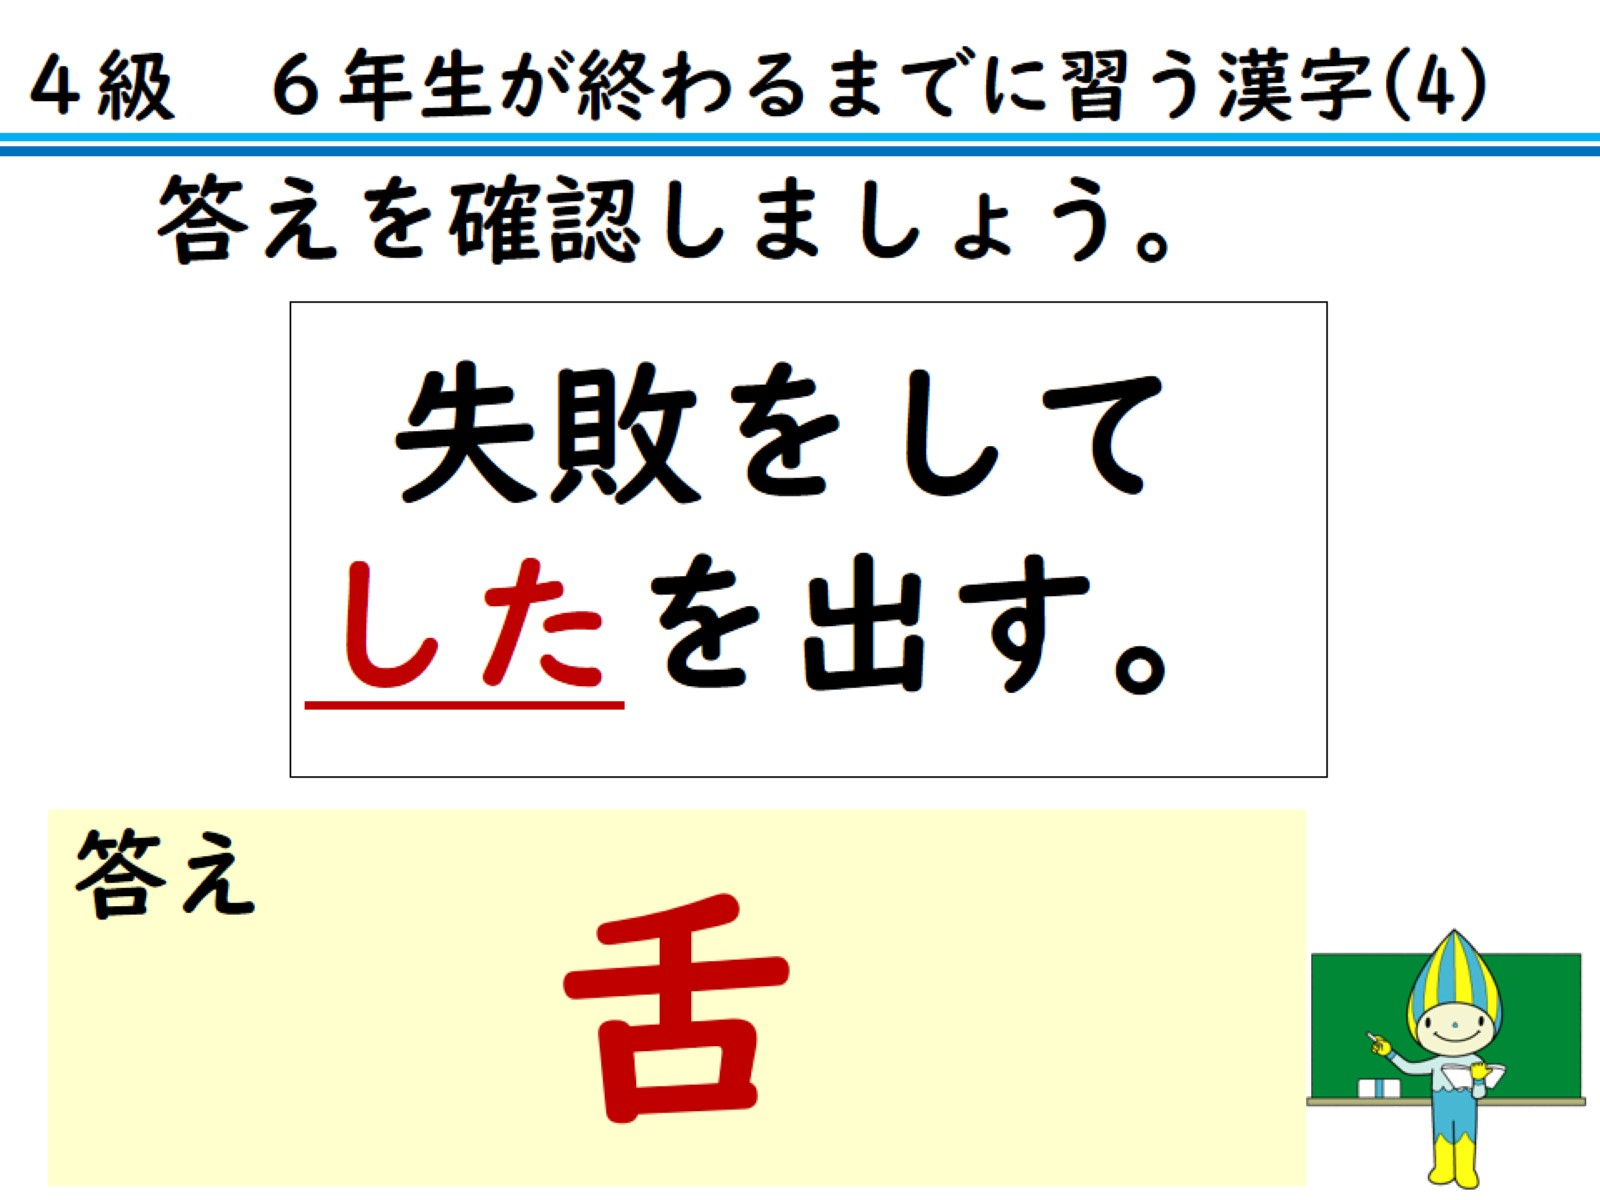 ４級　６年生が終わるまでに習う漢字(4)
答えを確認しましょう。
失敗をして
したを出す。
答え
舌